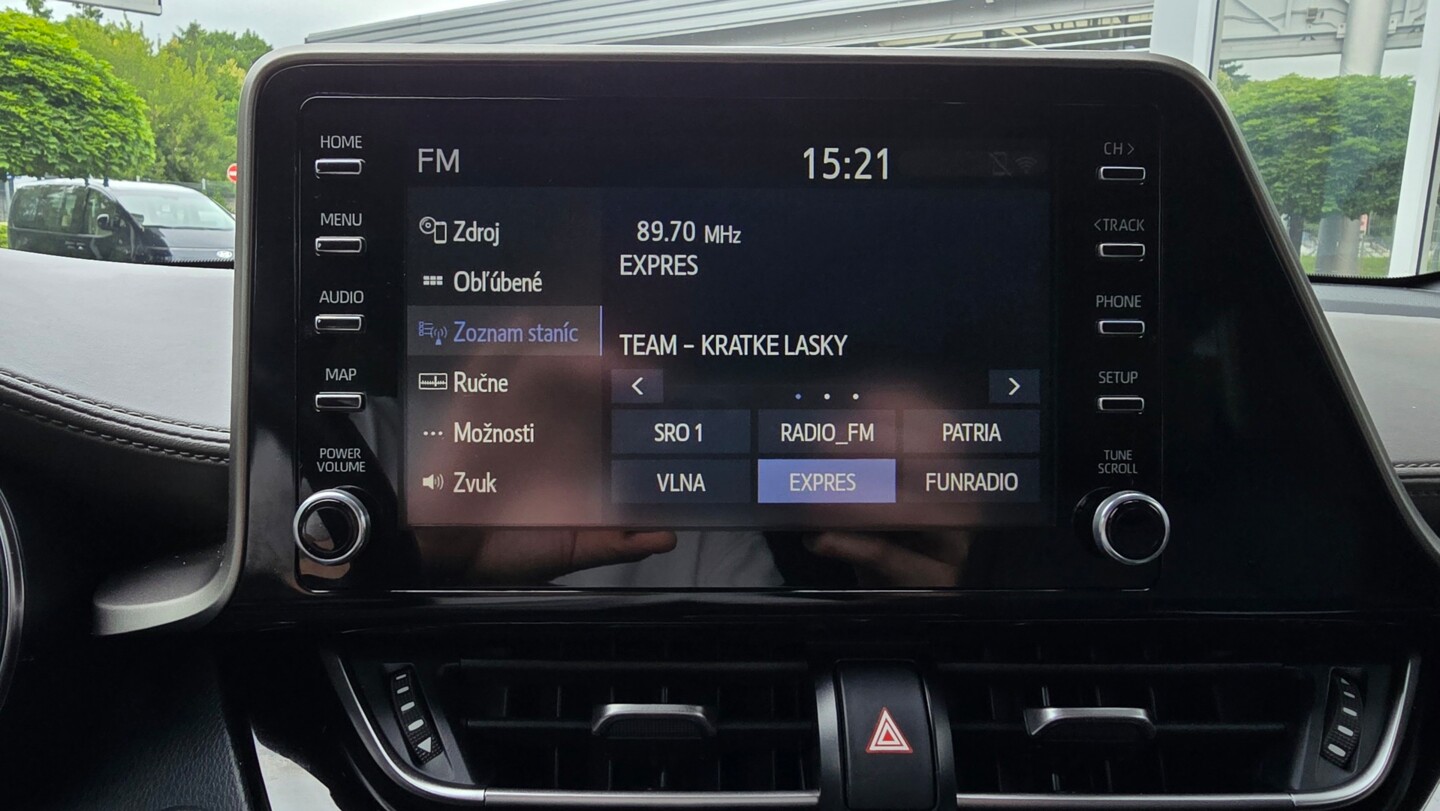 HOME
MENU
AUDIO
MAP
POWER
VOLUME
FM
15:21
Zdroj
Obľúbené
Zoznam staníc
Ručne
Možnosti
Zvuk
89.70 MHz
EXPRES
TEAM - KRATKE LASKY
< >
SRO 1 RADIO_FM PATRIA
VLNA EXPRES FUNRADIO
CH >
< TRACK
PHONE
SETUP
TUNE
SCROLL